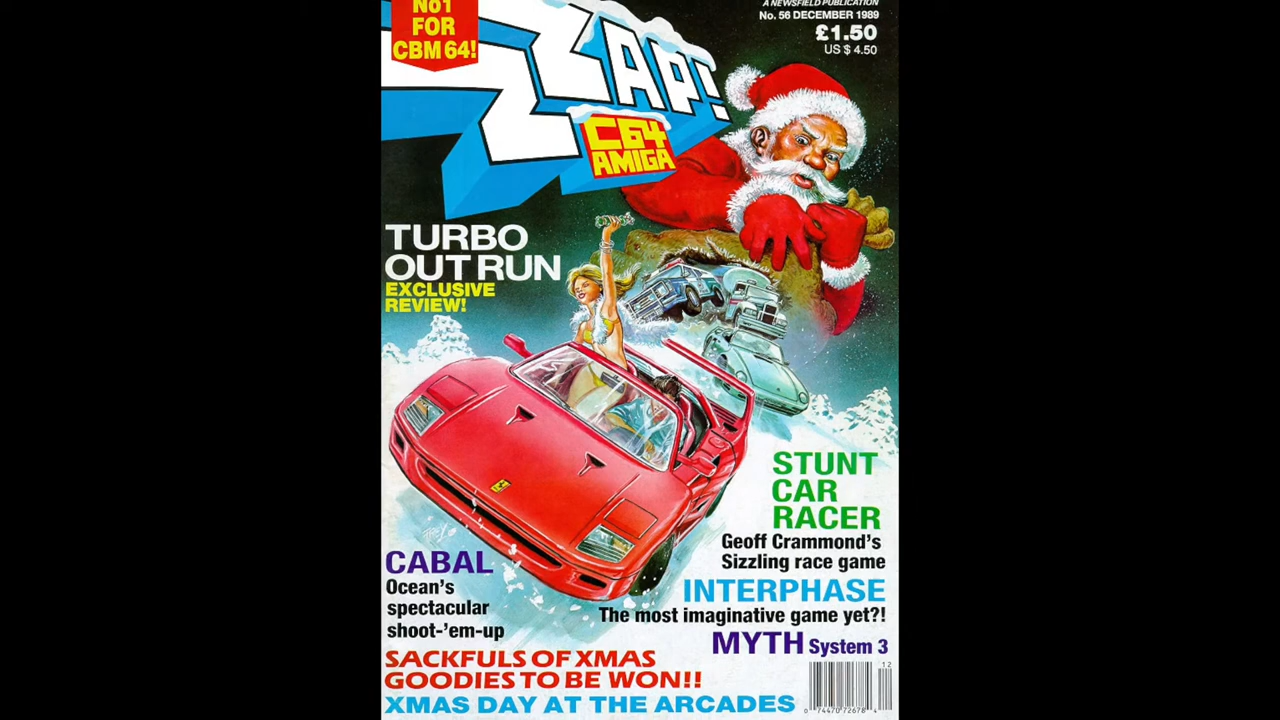 No1
FOR
CBM 64!
A NEWSFIELD PUBLICATION
No. 56 DECEMBER 1989
£1.50
US $ 4.50
ZZAP!
C64
AMIGA
TURBO
OUT RUN
EXCLUSIVE
REVIEW!
STUNT
CAR
RACER
Geoff Crammond's
Sizzling race game
CABAL
Ocean's
spectacular
shoot-'em-up
INTERPHASE
The most imaginative game yet?!
MYTH System 3
SACKFULS OF XMAS
GOODIES TO BE WON!!
XMAS DAY AT THE ARCADES
12